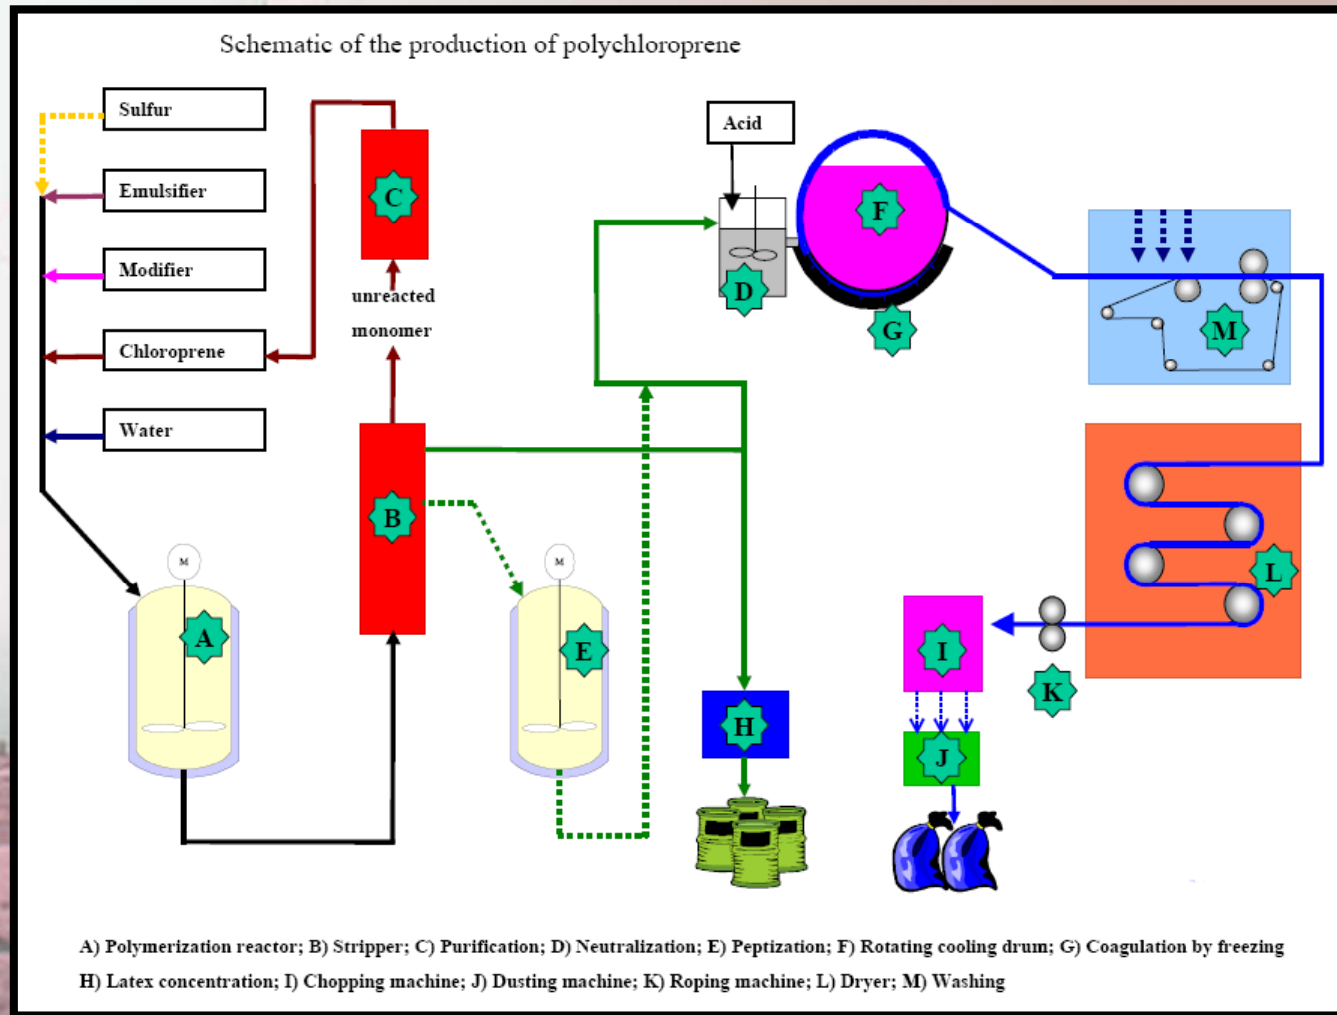 Schematic of the production of polychloroprene
Sulfur
Emulsifier
Modifier
Chloroprene
Water
C
unreacted
monomer
B
A
M
M
E
Acid
D
F
G
H
M
L
K
I
J
A) Polymerization reactor; B) Stripper; C) Purification; D) Neutralization; E) Peptization; F) Rotating cooling drum; G) Coagulation by freezing
H) Latex concentration; I) Chopping machine; J) Dusting machine; K) Roping machine; L) Dryer; M) Washing